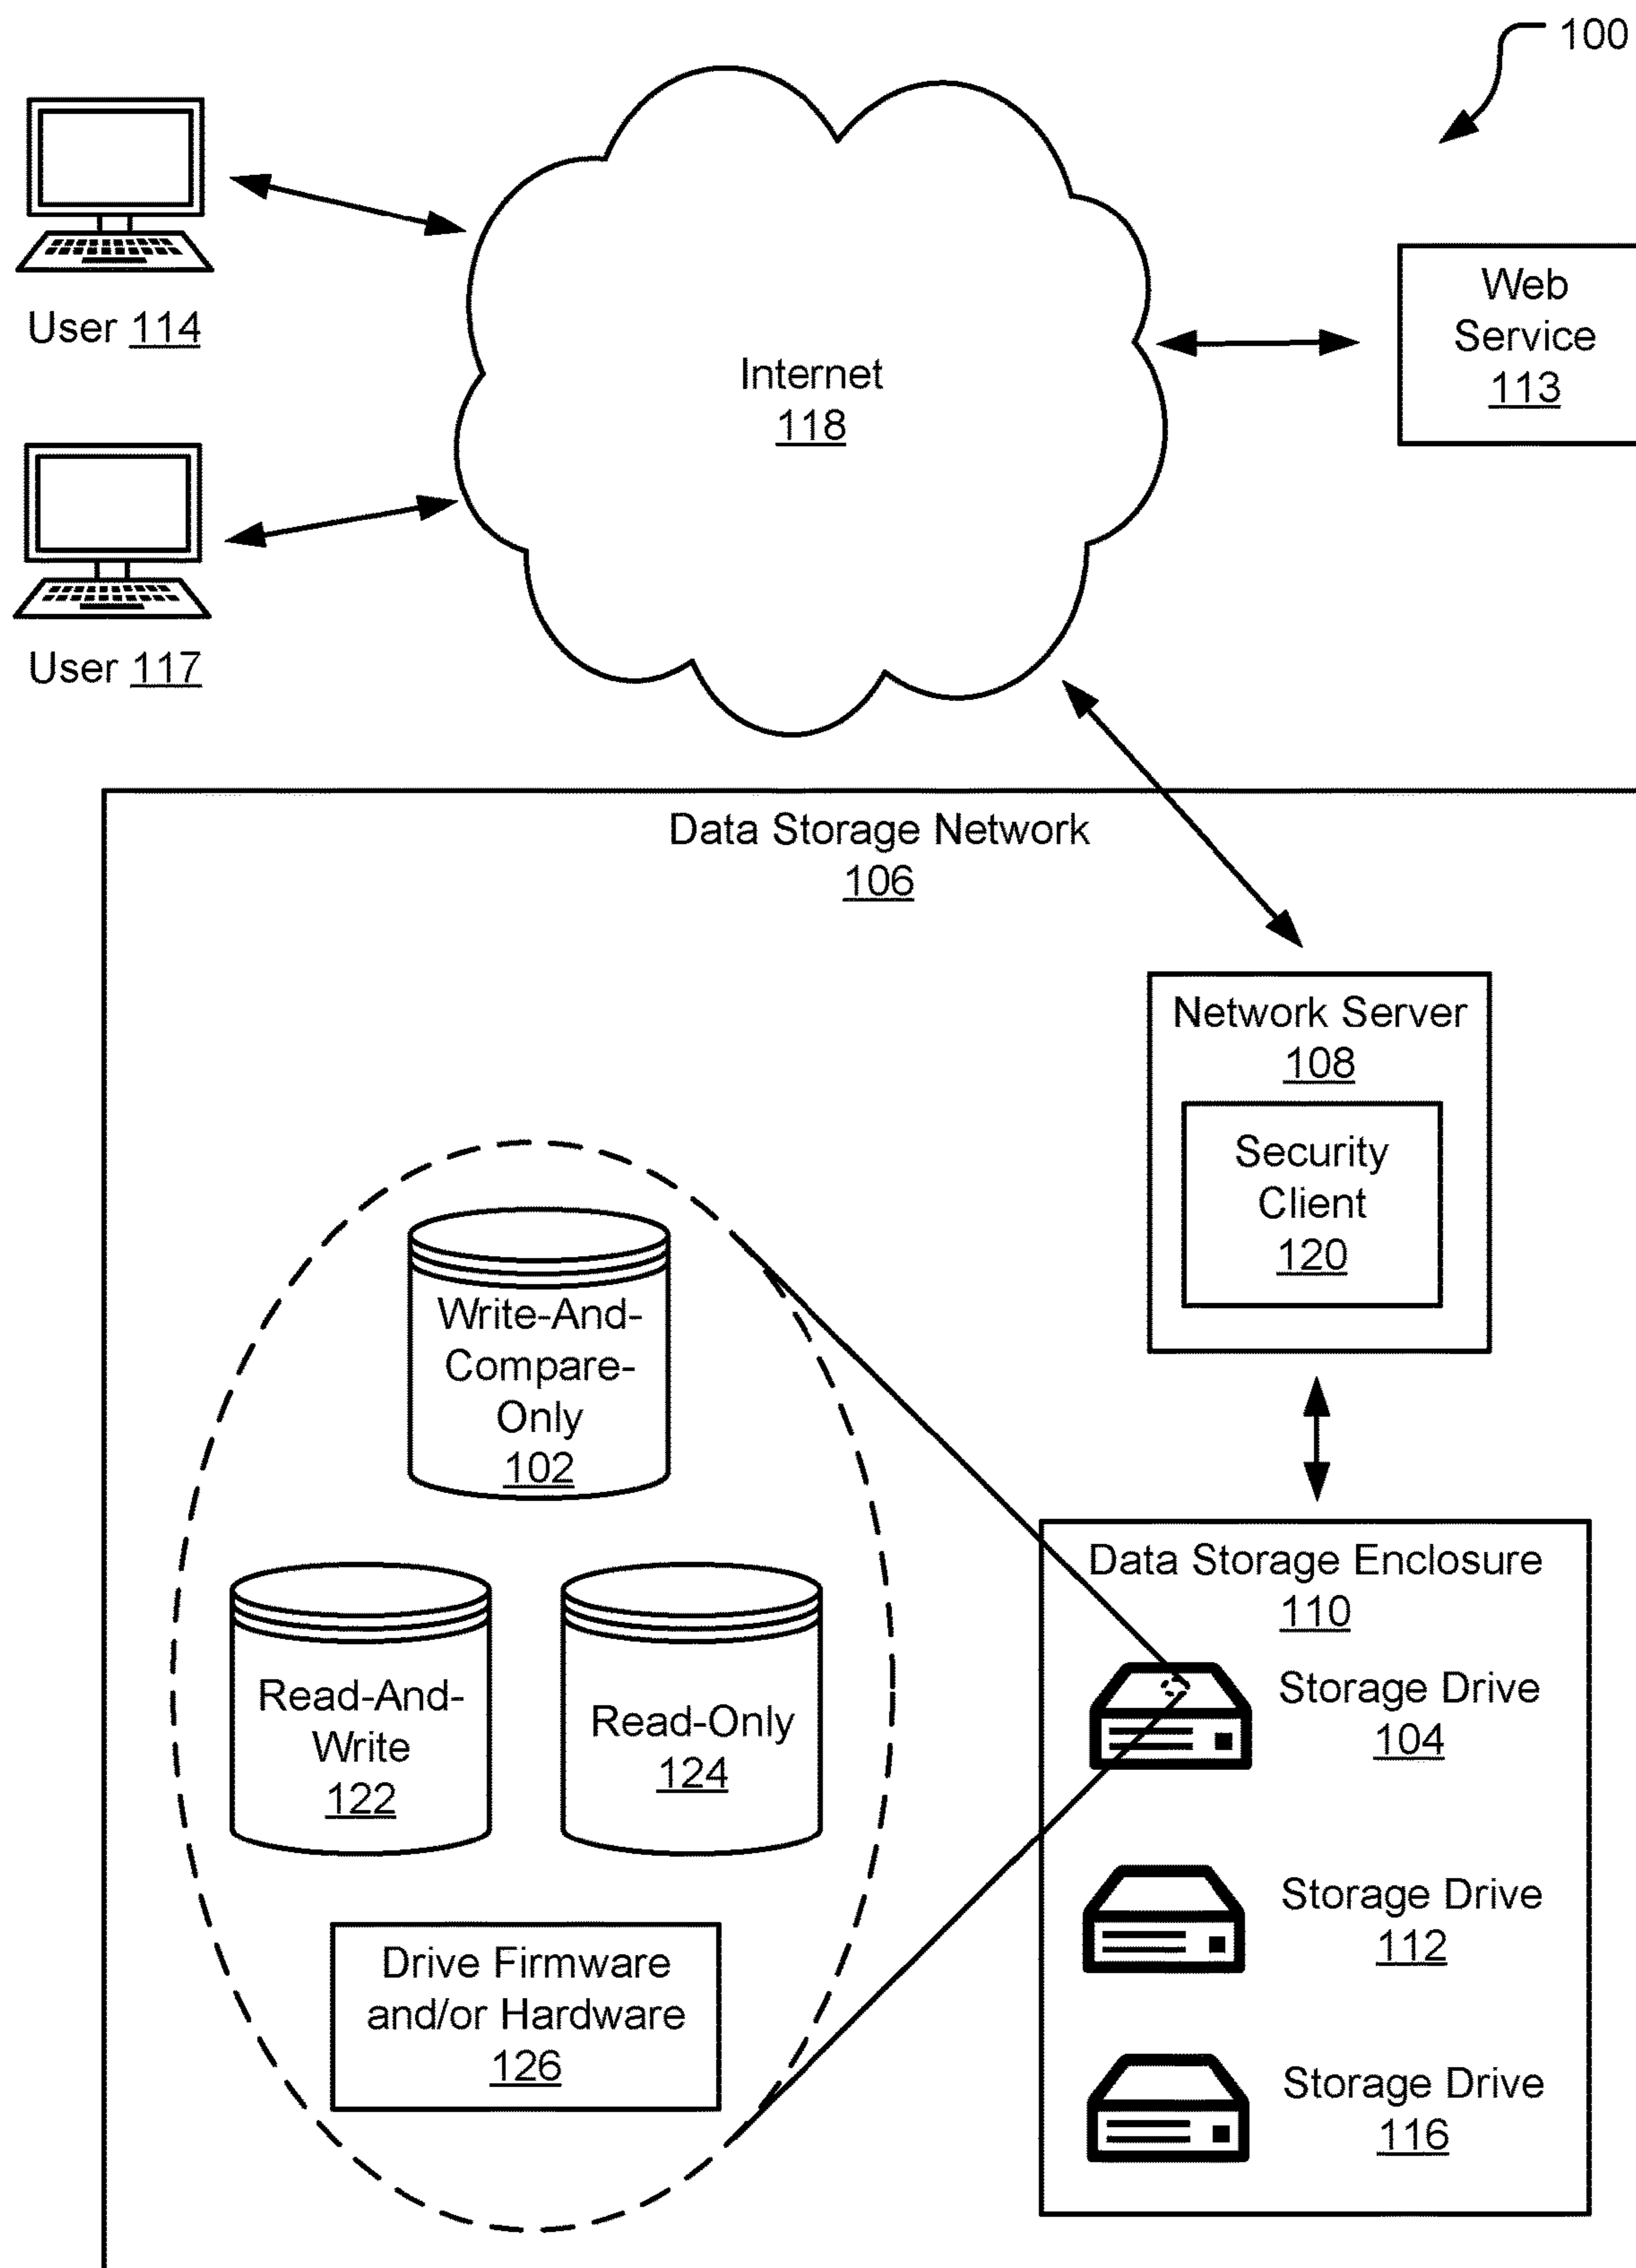 100
User 114
User 117
Internet
118
Web
Service
113
Data Storage Network
106
Network Server
108
Security
Client
120
Write-And-
Compare-
Only
102
Read-And-
Write
122
Read-Only
124
Drive Firmware
and/or Hardware
126
Data Storage Enclosure
110
Storage Drive
104
Storage Drive
112
Storage Drive
116